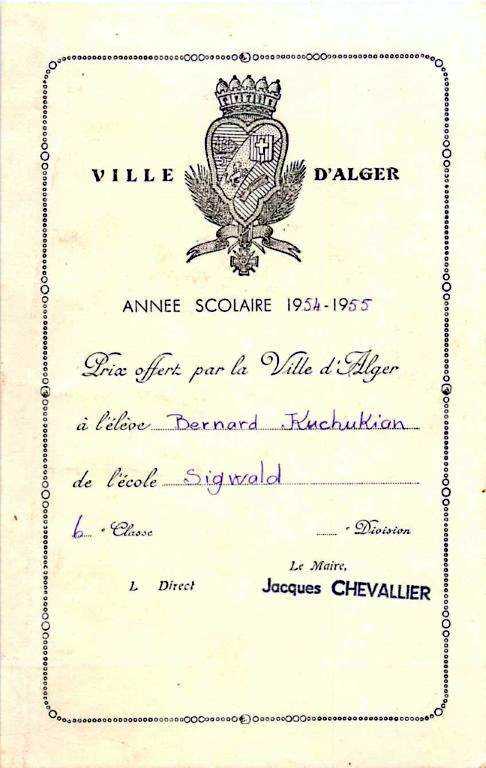 VILLE D'ALGER
ANNEE SCOLAIRE 1954-1955
Prix offert par la Ville d'Alger
à l'élève Bernard Kuchukian
de l'école Sigwald
6 e Classe e Division
Le Maire,
L Direct Jacques CHEVALLIER